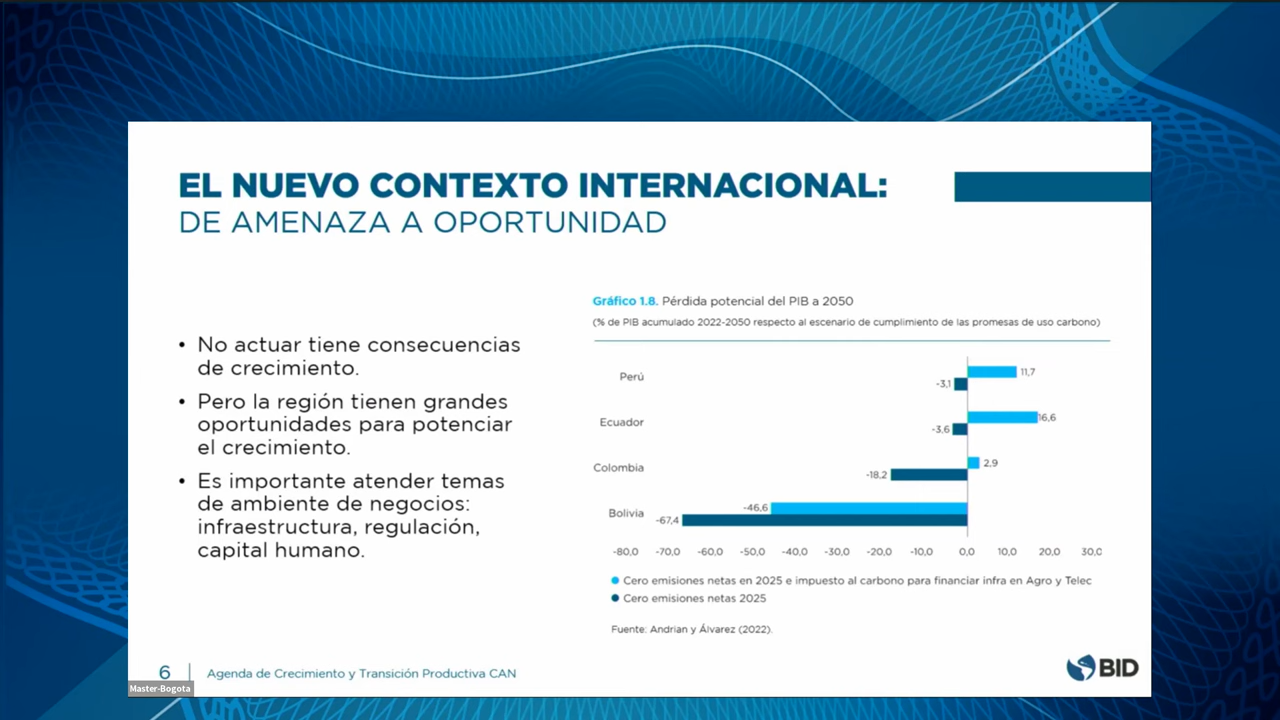 EL NUEVO CONTEXTO INTERNACIONAL:
DE AMENAZA A OPORTUNIDAD
• No actuar tiene consecuencias
de crecimiento.
• Pero la región tienen grandes
oportunidades para potenciar
el crecimiento.
• Es importante atender temas
de ambiente de negocios:
infraestructura, regulación,
capital humano.
Gráfico 1.8. Pérdida potencial del PIB a 2050
(% de PIB acumulado 2022-2050 respecto al escenario de cumplimiento de las promesas de uso carbono)
Perú
11,7
-3,1
Ecuador
16,6
-3,6
Colombia
2,9
-18,2
Bolivia
-46,6
-67,4
-80,0 -70,0 -60,0 -50,0 -40,0 -30,0 -20,0 -10,0 0,0 10,0 20,0 30,0
Cero emisiones netas en 2025 e impuesto al carbono para financiar infra en Agro y Telec
Cero emisiones netas 2025
Fuente: Andrian y Álvarez (2022).
6 Agenda de Crecimiento y Transición Productiva CAN
BID
Master-Bogota